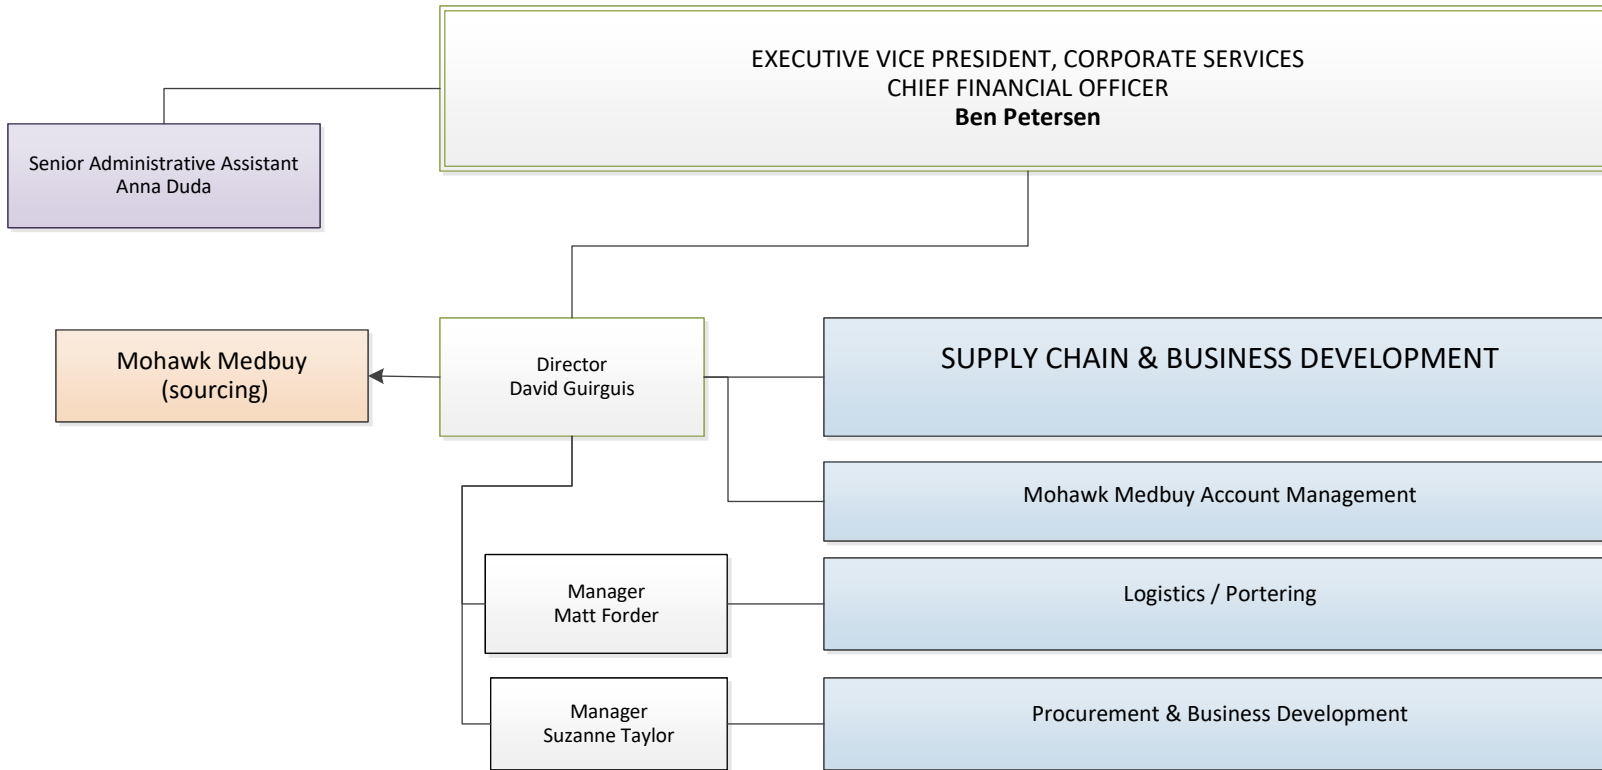 EXECUTIVE VICE PRESIDENT, CORPORATE SERVICES
CHIEF FINANCIAL OFFICER
Ben Petersen
Senior Administrative Assistant
Anna Duda
Mohawk Medbuy
(sourcing)
Director
David Guirguis
SUPPLY CHAIN & BUSINESS DEVELOPMENT
Mohawk Medbuy Account Management
Manager
Matt Forder
Logistics / Portering
Manager
Suzanne Taylor
Procurement & Business Development